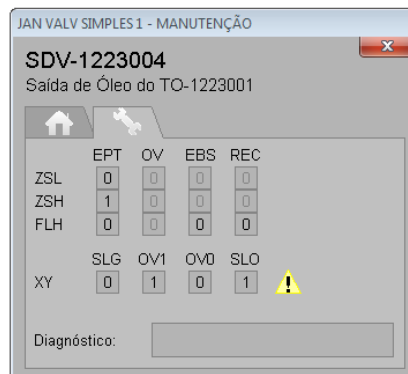 JAN VALV SIMPLES1 - MANUTENÇÃO
x
SDV-1223004
Saída de Óleo do TO-1223001
EPT OV EBS REC
ZSL 0 0 0 0
ZSH 1 0 0 0
FLH 0 0 0 0
SLG OV1 OV0 SLO
XY 0 1 0 1 !
Diagnóstico: